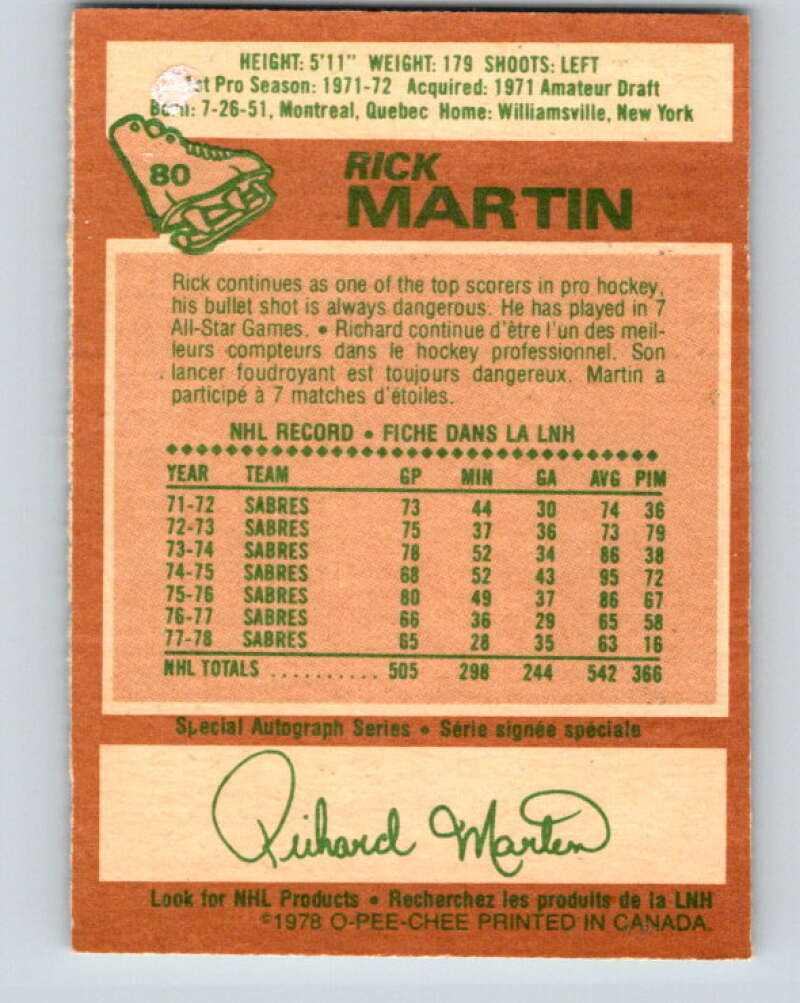 HEIGHT: 5'11" WEIGHT: 179 SHOOTS: LEFT
1st Pro Season: 1971-72 Acquired: 1971 Amateur Draft
Born: 7-26-51, Montreal, Quebec Home: Williamsville, New York
80
RICK
MARTIN
Rick continues as one of the top scorers in pro hockey,
his bullet shot is always dangerous. He has played in 7
All-Star Games. • Richard continue d'être l'un des meil-
leurs compteurs dans le hockey professionnel. Son
lancer foudroyant est toujours dangereux. Martin a
participé à 7 matches d'étoiles.
NHL RECORD • FICHE DANS LA LNH
YEAR TEAM GP MIN GA AVG PIM
71-72 SABRES 73 44 30 74 36
72-73 SABRES 75 37 36 73 79
73-74 SABRES 78 52 34 86 38
74-75 SABRES 68 52 43 95 72
75-76 SABRES 80 49 37 86 67
76-77 SABRES 66 36 29 65 58
77-78 SABRES 65 28 35 63 16
NHL TOTALS .......... 505 298 244 542 366
Special Autograph Series • Série signée spéciale
Richard Martin
Look for NHL Products • Recherchez les produits de la LNH
©1978 O-PEE-CHEE PRINTED IN CANADA.